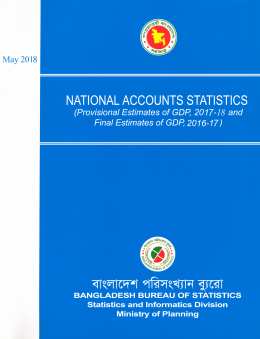 May 2018
NATIONAL ACCOUNTS STATISTICS
(Provisional Estimates of GDP, 2017-18 and
Final Estimates of GDP, 2016-17)
বাংলাদেশ পরিসংখ্যান ব্যুরো
BANGLADESH BUREAU OF STATISTICS
Statistics and Informatics Division
Ministry of Planning